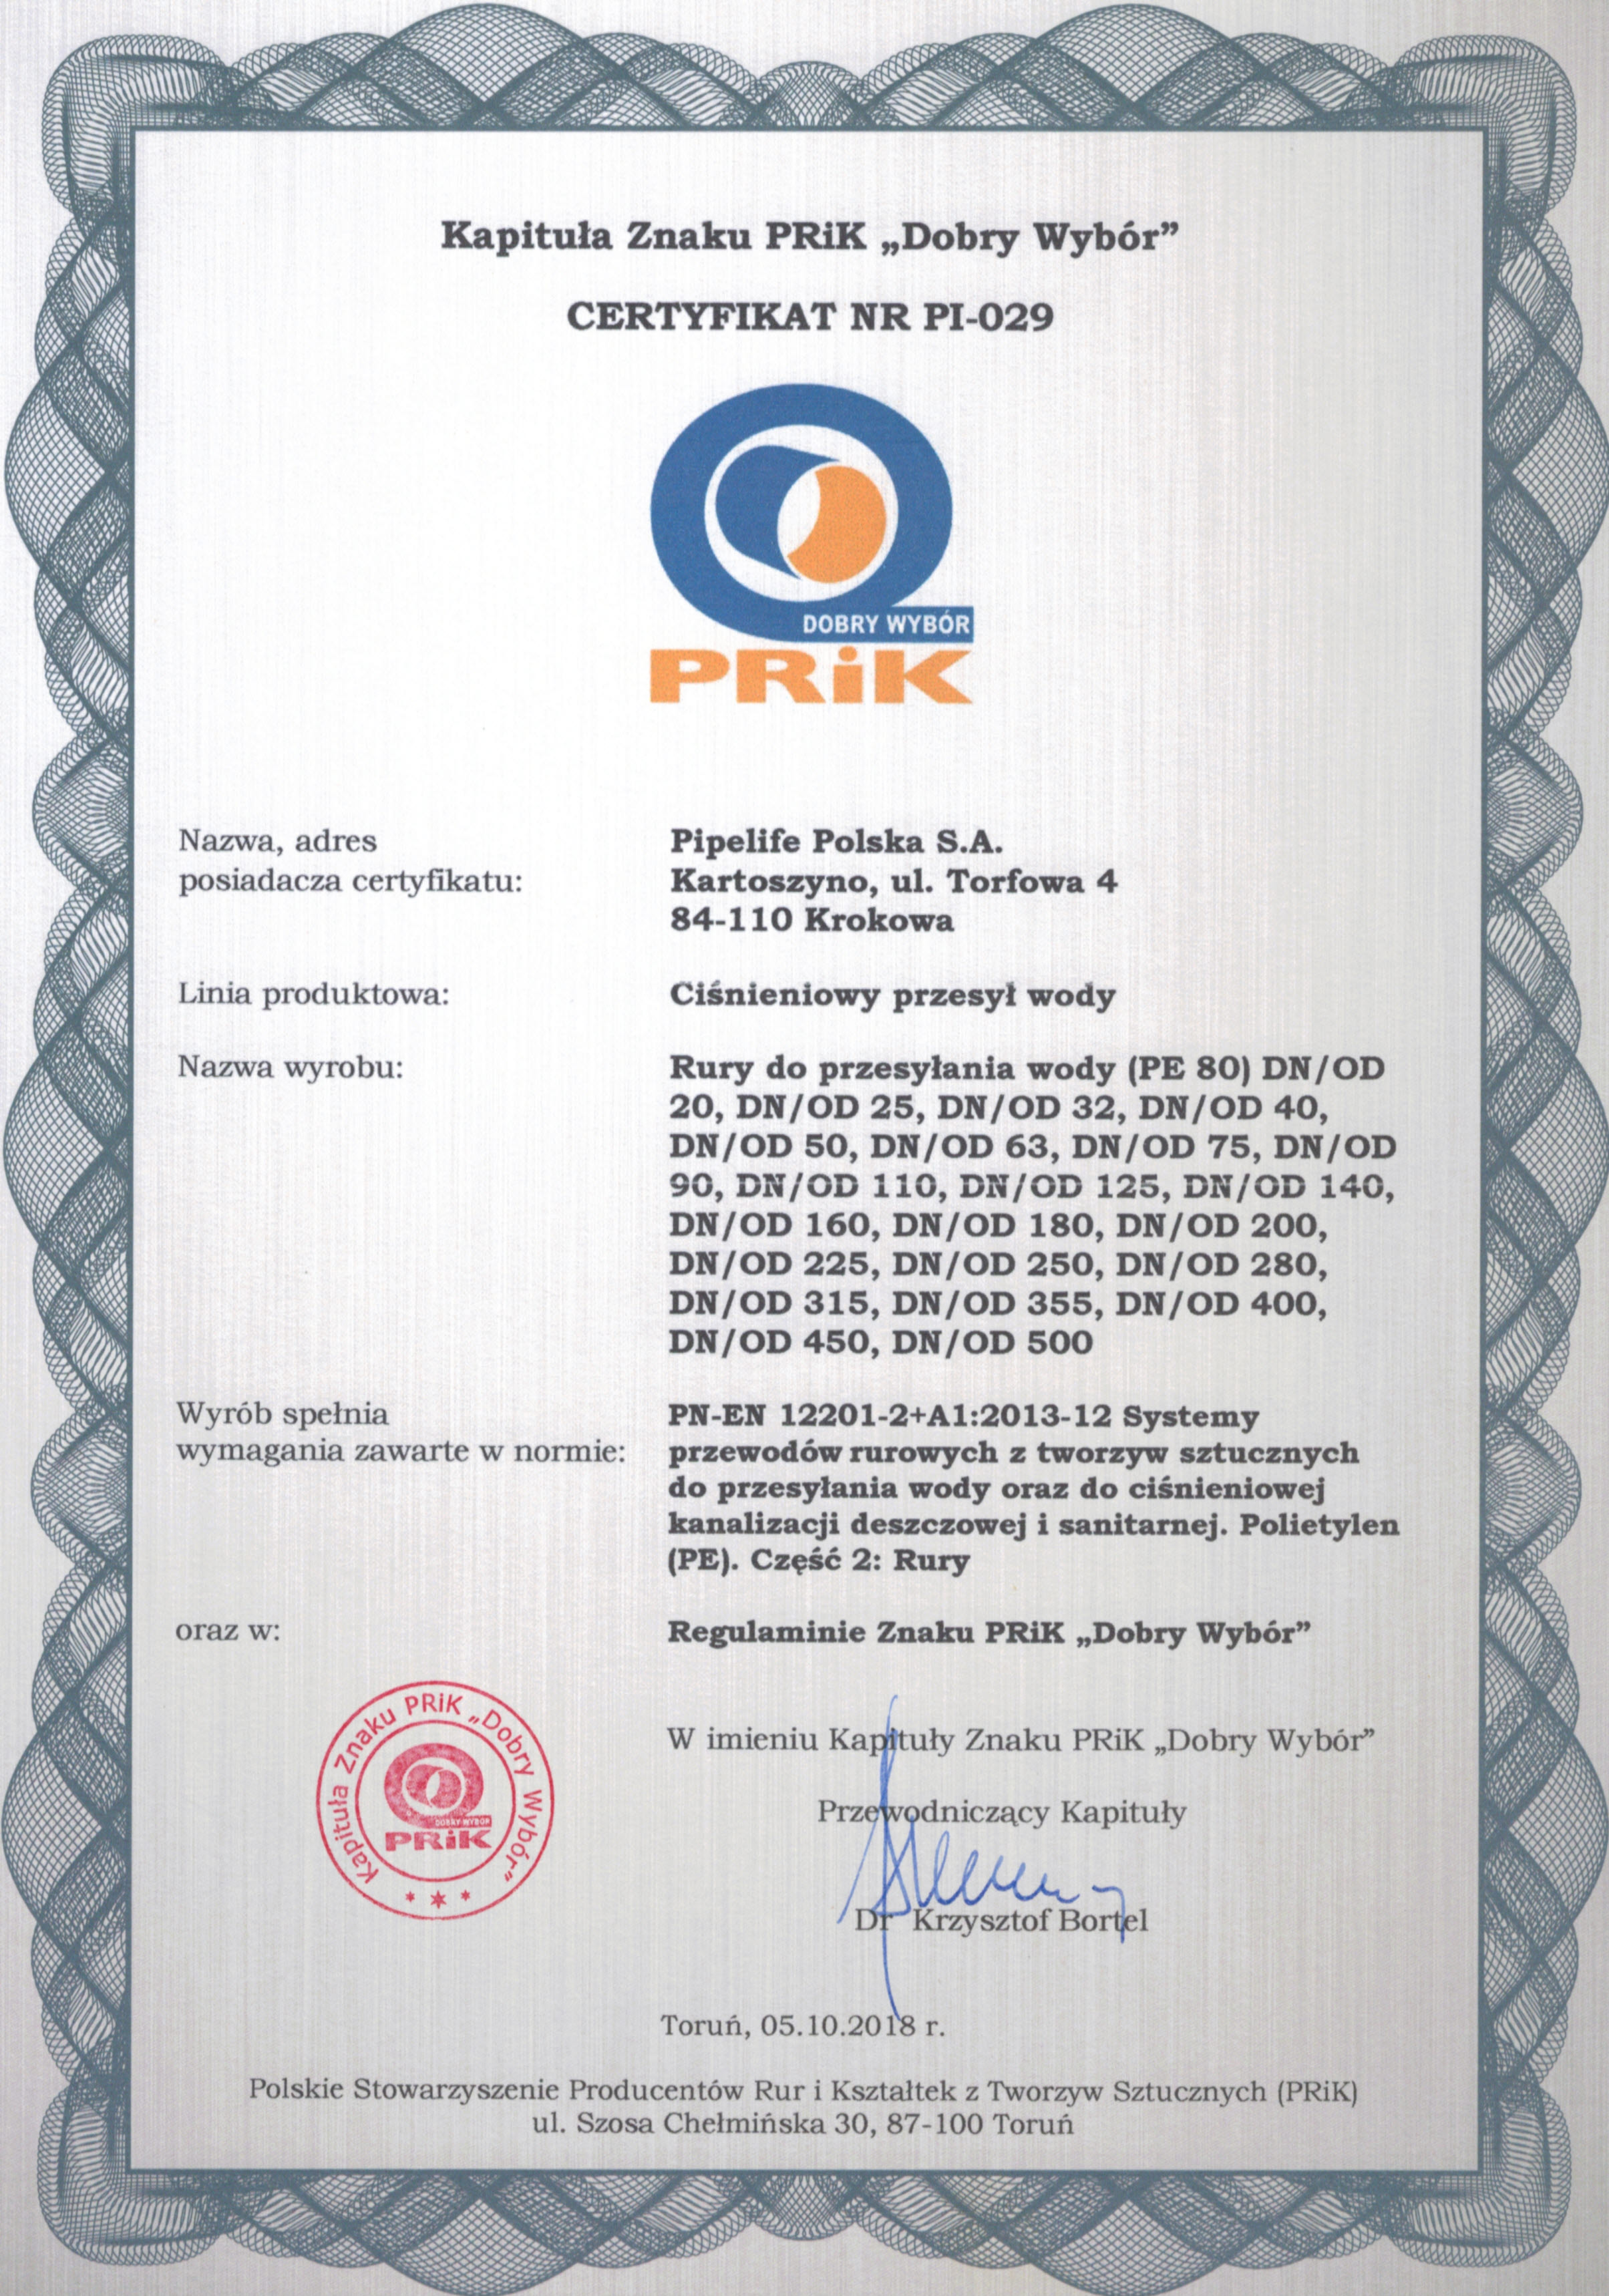 Kapituła Znaku PRiK „Dobry Wybór”
CERTYFIKAT NR PI-029
DOBRY WYBÓR
PRiK
Nazwa, adres
posiadacza certyfikatu:
Pipelife Polska S.A.
Kartoszyno, ul. Torfowa 4
84-110 Krokowa
Linia produktowa:
Ciśnieniowy przesył wody
Nazwa wyrobu:
Rury do przesyłania wody (PE 80) DN/OD
20, DN/OD 25, DN/OD 32, DN/OD 40,
DN/OD 50, DN/OD 63, DN/OD 75, DN/OD
90, DN/OD 110, DN/OD 125, DN/OD 140,
DN/OD 160, DN/OD 180, DN/OD 200,
DN/OD 225, DN/OD 250, DN/OD 280,
DN/OD 315, DN/OD 355, DN/OD 400,
DN/OD 450, DN/OD 500
Wyrób spełnia
wymagania zawarte w normie:
PN-EN 12201-2+A1:2013-12 Systemy
przewodów rurowych z tworzyw sztucznych
do przesyłania wody oraz do ciśnieniowej
kanalizacji deszczowej i sanitarnej. Polietylen
(PE). Część 2: Rury
oraz w:
Regulaminie Znaku PRiK „Dobry Wybór”
Kapituła Znaku PRiK „Dobry Wybór”
DOBRY WYBÓR
PRiK
W imieniu Kapituły Znaku PRiK „Dobry Wybór”
Przewodniczący Kapituły
Dr Krzysztof Bortel
Toruń, 05.10.2018 r.
Polskie Stowarzyszenie Producentów Rur i Kształtek z Tworzyw Sztucznych (PRiK)
ul. Szosa Chełmińska 30, 87-100 Toruń